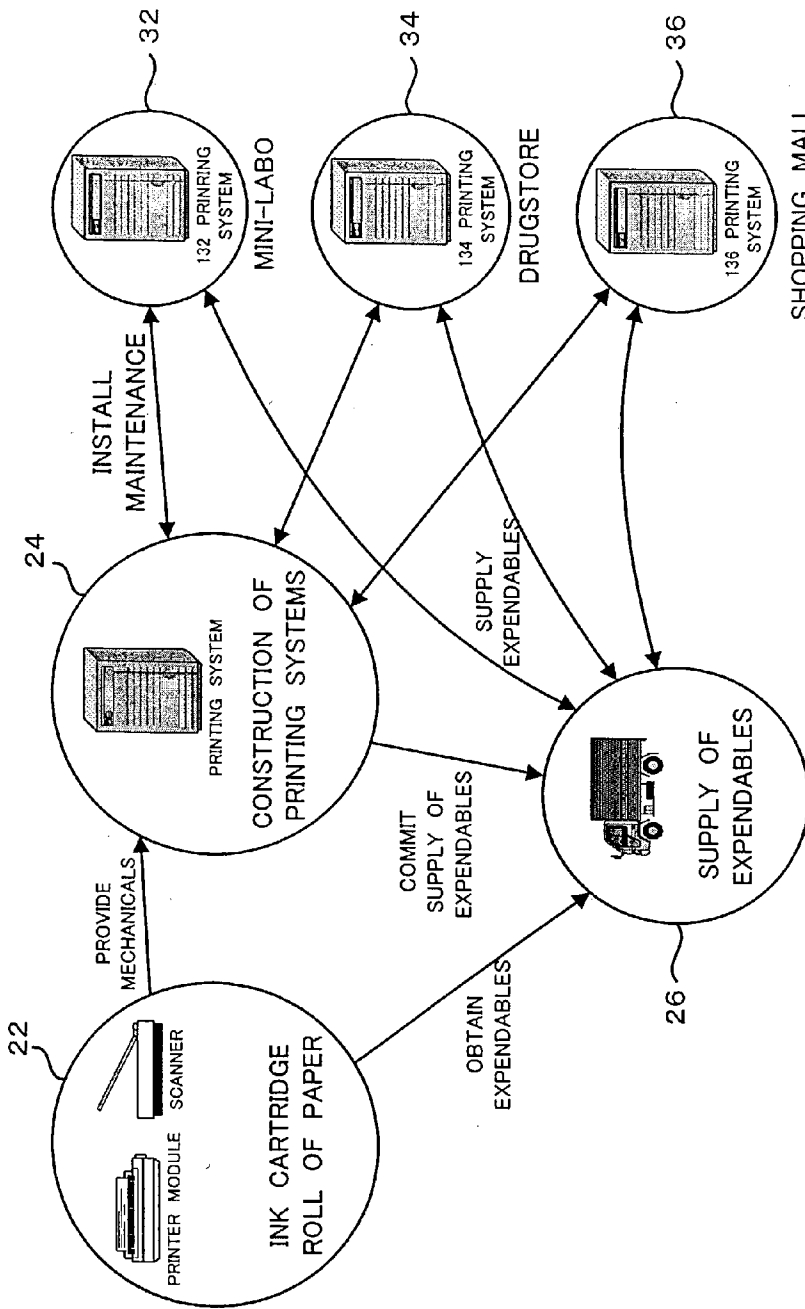 22
PRINTER MODULE
SCANNER
INK CARTRIDGE
ROLL OF PAPER
PROVIDE
MECHANICALS
24
PRINTING SYSTEM
CONSTRUCTION OF
PRINTING SYSTEMS
INSTALL
MAINTENANCE
OBTAIN
EXPENDABLES
COMMIT
SUPPLY OF
EXPENDABLES
SUPPLY
EXPENDABLES
26
SUPPLY OF
EXPENDABLES
32
132 PRINRING
SYSTEM
MINI-LABO
34
134 PRINTING
SYSTEM
DRUGSTORE
36
136 PRINTING
SYSTEM
SHOPPING MALL